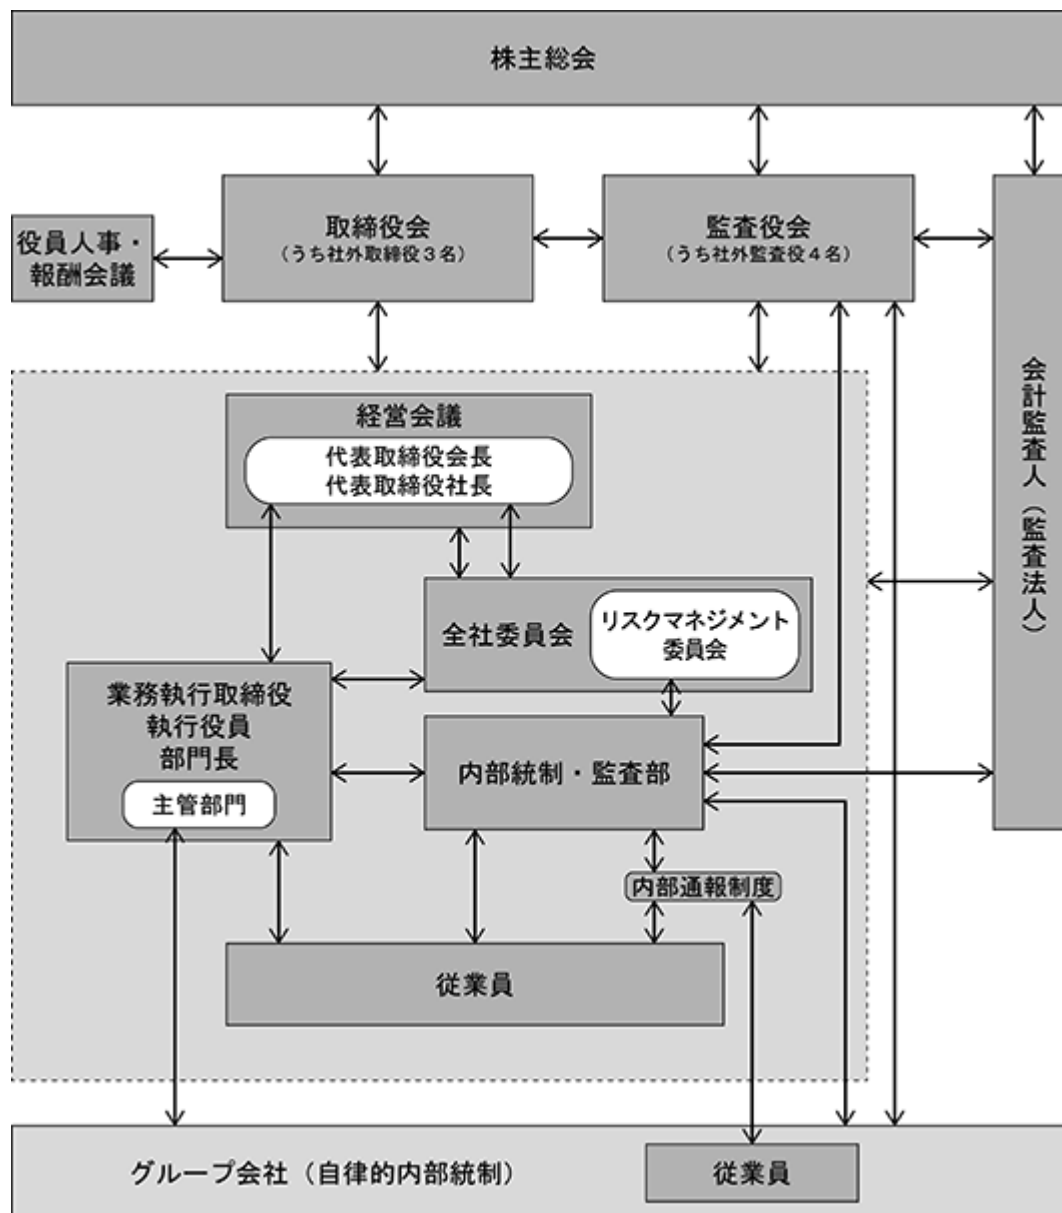 株主総会
役員人事・
報酬会議
取締役会
（うち社外取締役３名）
監査役会
（うち社外監査役４名）
会計監査人（監査法人）
経営会議
代表取締役会長
代表取締役社長
全社委員会
リスクマネジメント
委員会
業務執行取締役
執行役員
部門長
主管部門
内部統制・監査部
内部通報制度
従業員
グループ会社（自律的内部統制）
従業員